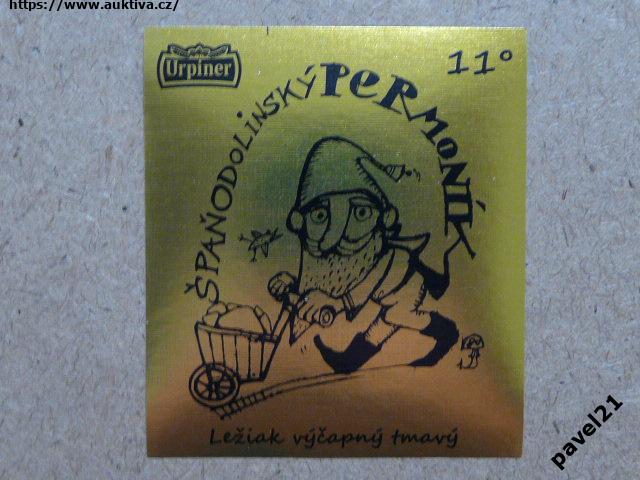 https://www.auktiva.cz/
Urpiner
11°
ŠPAŇODOLINSKÝ PERMONÍK
Ležiak výčapný tmavý
pavel21